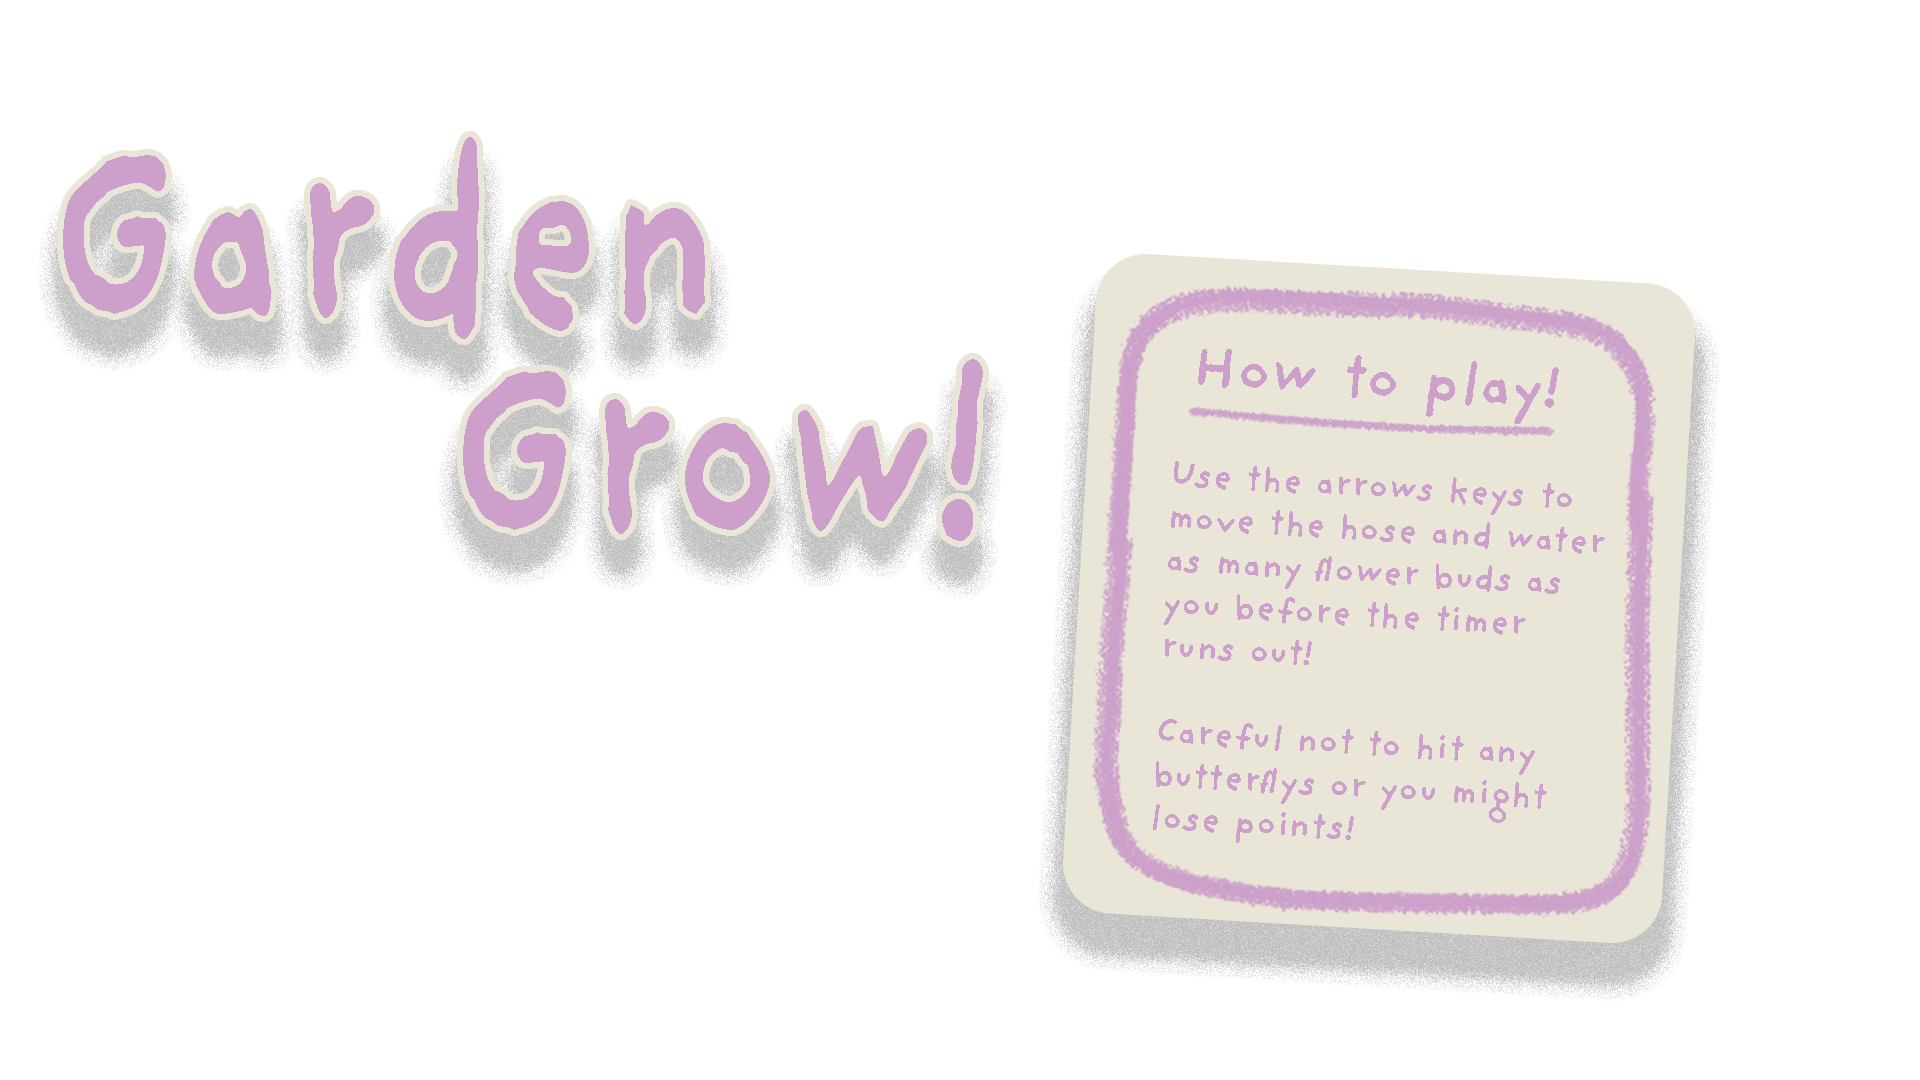 Garden
Grow!
How to play!
Use the arrows keys to
move the hose and water
as many flower buds as
you before the timer
runs out!
Careful not to hit any
butterflys or you might
lose points!